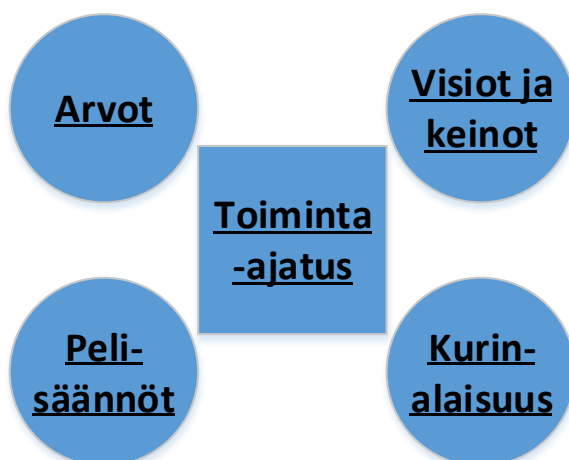 Arvot
Visiot ja
keinot
Toiminta
-ajatus
Peli-
säännöt
Kurin-
alaisuus